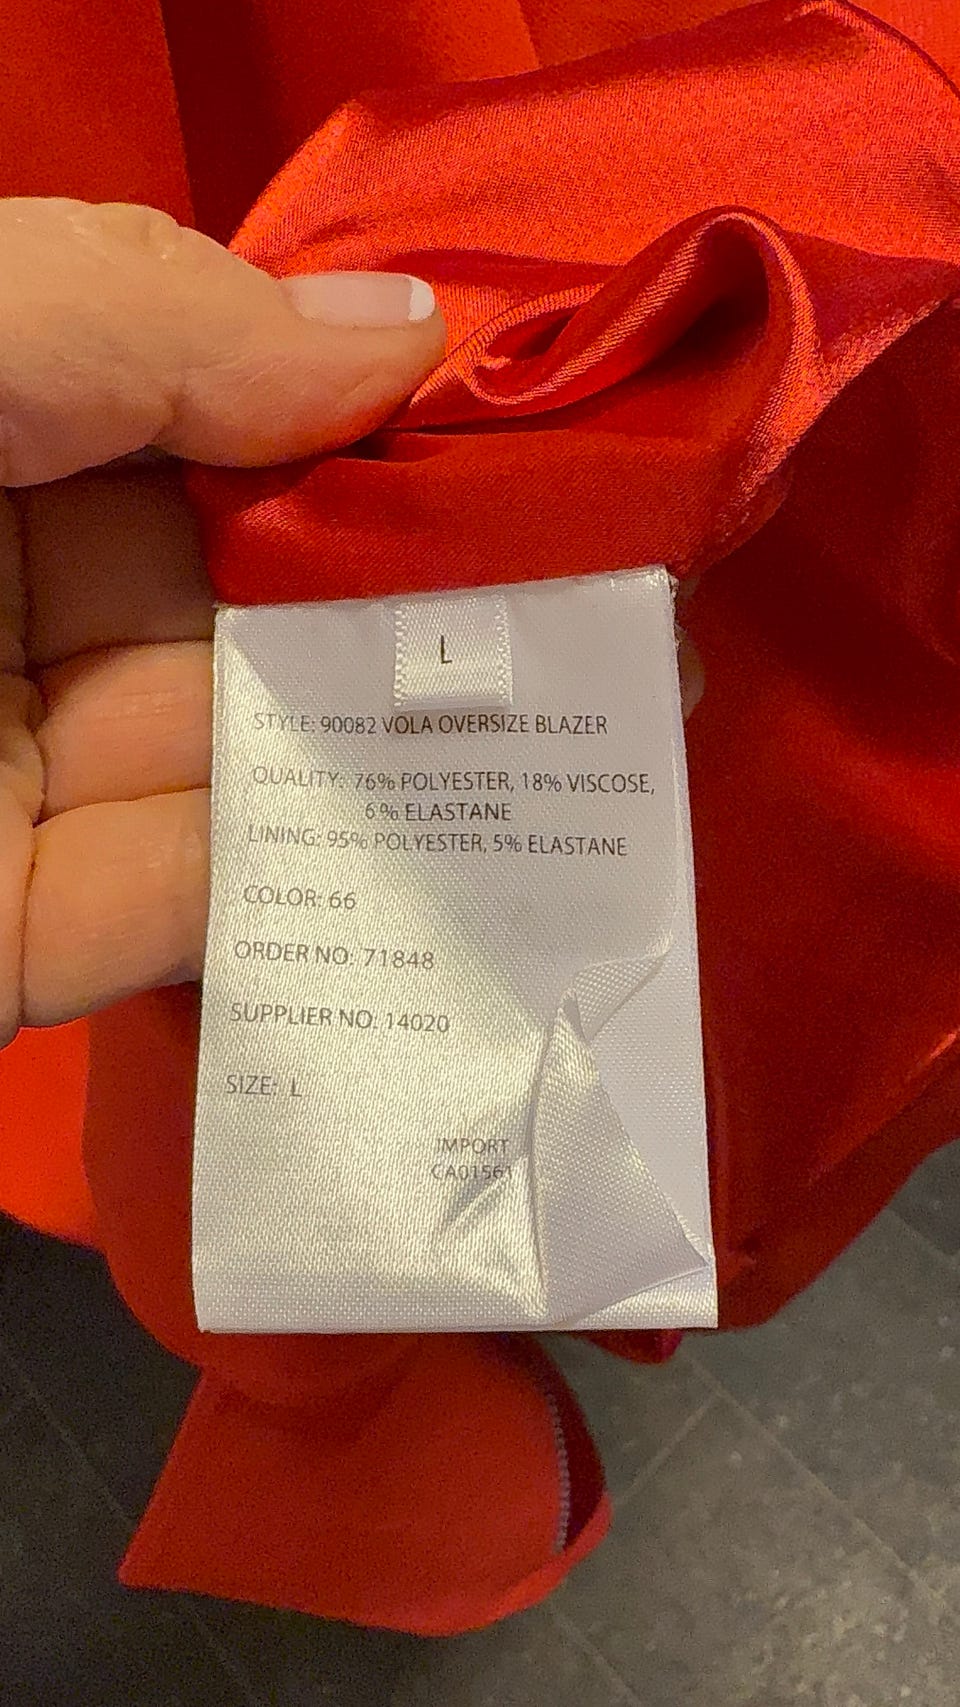 L
STYLE: 90082 VOLA OVERSIZE BLAZER
QUALITY: 76% POLYESTER, 18% VISCOSE,
6% ELASTANE
LINING: 95% POLYESTER, 5% ELASTANE
COLOR: 66
ORDER NO: 71848
SUPPLIER NO: 14020
SIZE: L
IMPORT
CA01561